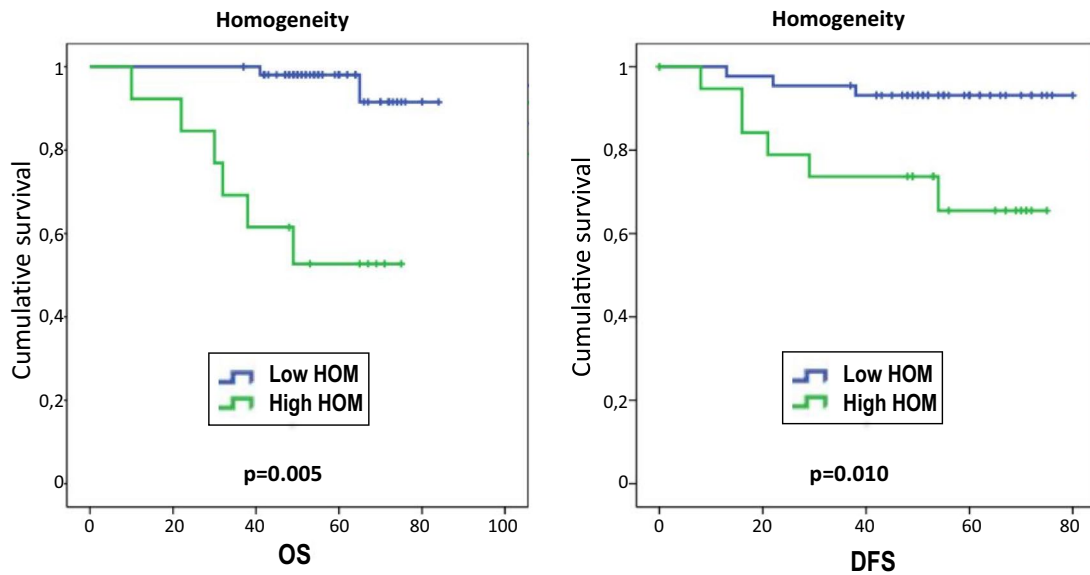 Homogeneity
Cumulative survival
1
0,8
0,6
0,4
0,2
0
Low HOM
High HOM
p=0.005
0 20 40 60 80 100
OS
Homogeneity
Cumulative survival
1
0,8
0,6
0,4
0,2
0
Low HOM
High HOM
p=0.010
0 20 40 60 80
DFS